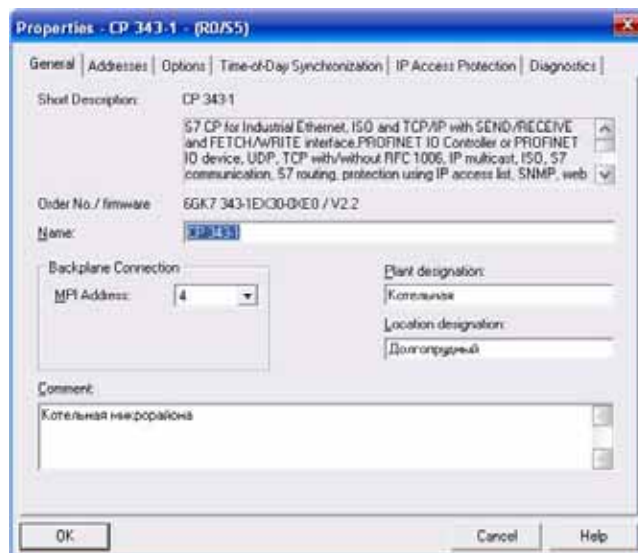 Properties - CP 343-1 - (R0/S5)
General | Addresses | Options | Time-of-Day Synchronization | IP Access Protection | Diagnostics |
Short Description: CP 343-1
S7 CP for Industrial Ethernet, ISO and TCP/IP with SEND/RECEIVE
and FETCH/WRITE interface,PROFINET IO Controller or PROFINET
IO device, UDP, TCP with/without RFC 1006, IP multicast, ISO, S7
communication, S7 routing, protection using IP access list, SNMP, web
Order No./ firmware 6GK7 343-1EX30-0XE0 / V2.2
Name: CP 343-1
Backplane Connection
MPI Address: 4
Plant designation:
Котельная
Location designation:
Долгопрудный
Comment:
Котельная микрорайона
OK Cancel Help